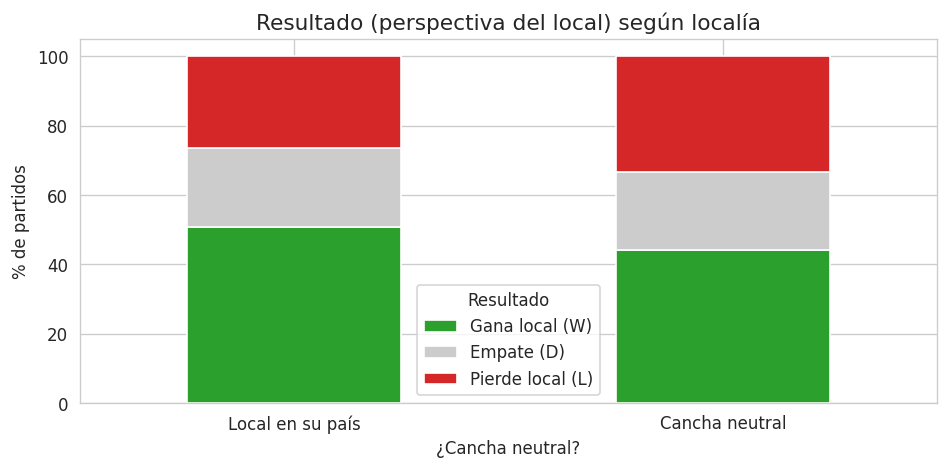 Resultado (perspectiva del local) según localía
% de partidos
100
80
60
40
20
0
Resultado
Gana local (W)
Empate (D)
Pierde local (L)
Local en su país
Cancha neutral
¿Cancha neutral?